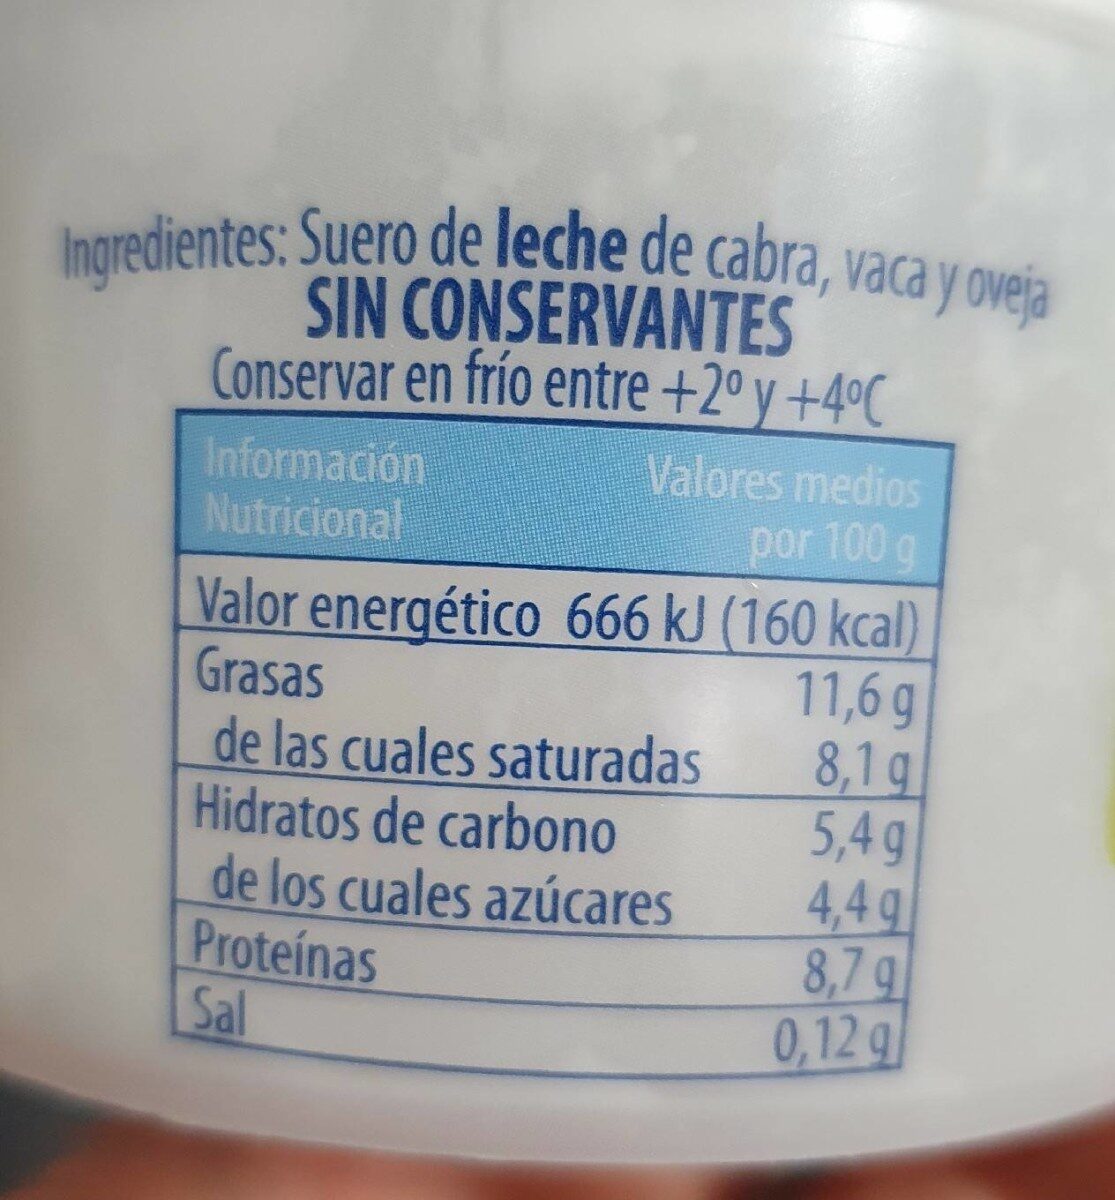 Ingredientes: Suero de leche de cabra, vaca y oveja
SIN CONSERVANTES
Conservar en frío entre +2º y +4ºC
Información Valores medios
Nutricional por 100 g
Valor energético 666 kJ (160 kcal)
Grasas 11,6 g
de las cuales saturadas 8,1 g
Hidratos de carbono 5,4 g
de los cuales azúcares 4,4 g
Proteínas 8,7 g
Sal 0,12 g